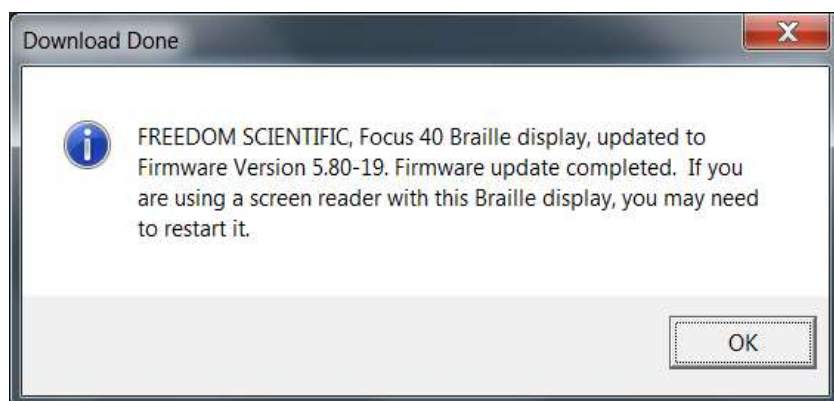 Download Done
FREEDOM SCIENTIFIC, Focus 40 Braille display, updated to
Firmware Version 5.80-19. Firmware update completed.  If you
are using a screen reader with this Braille display, you may need
to restart it.
OK